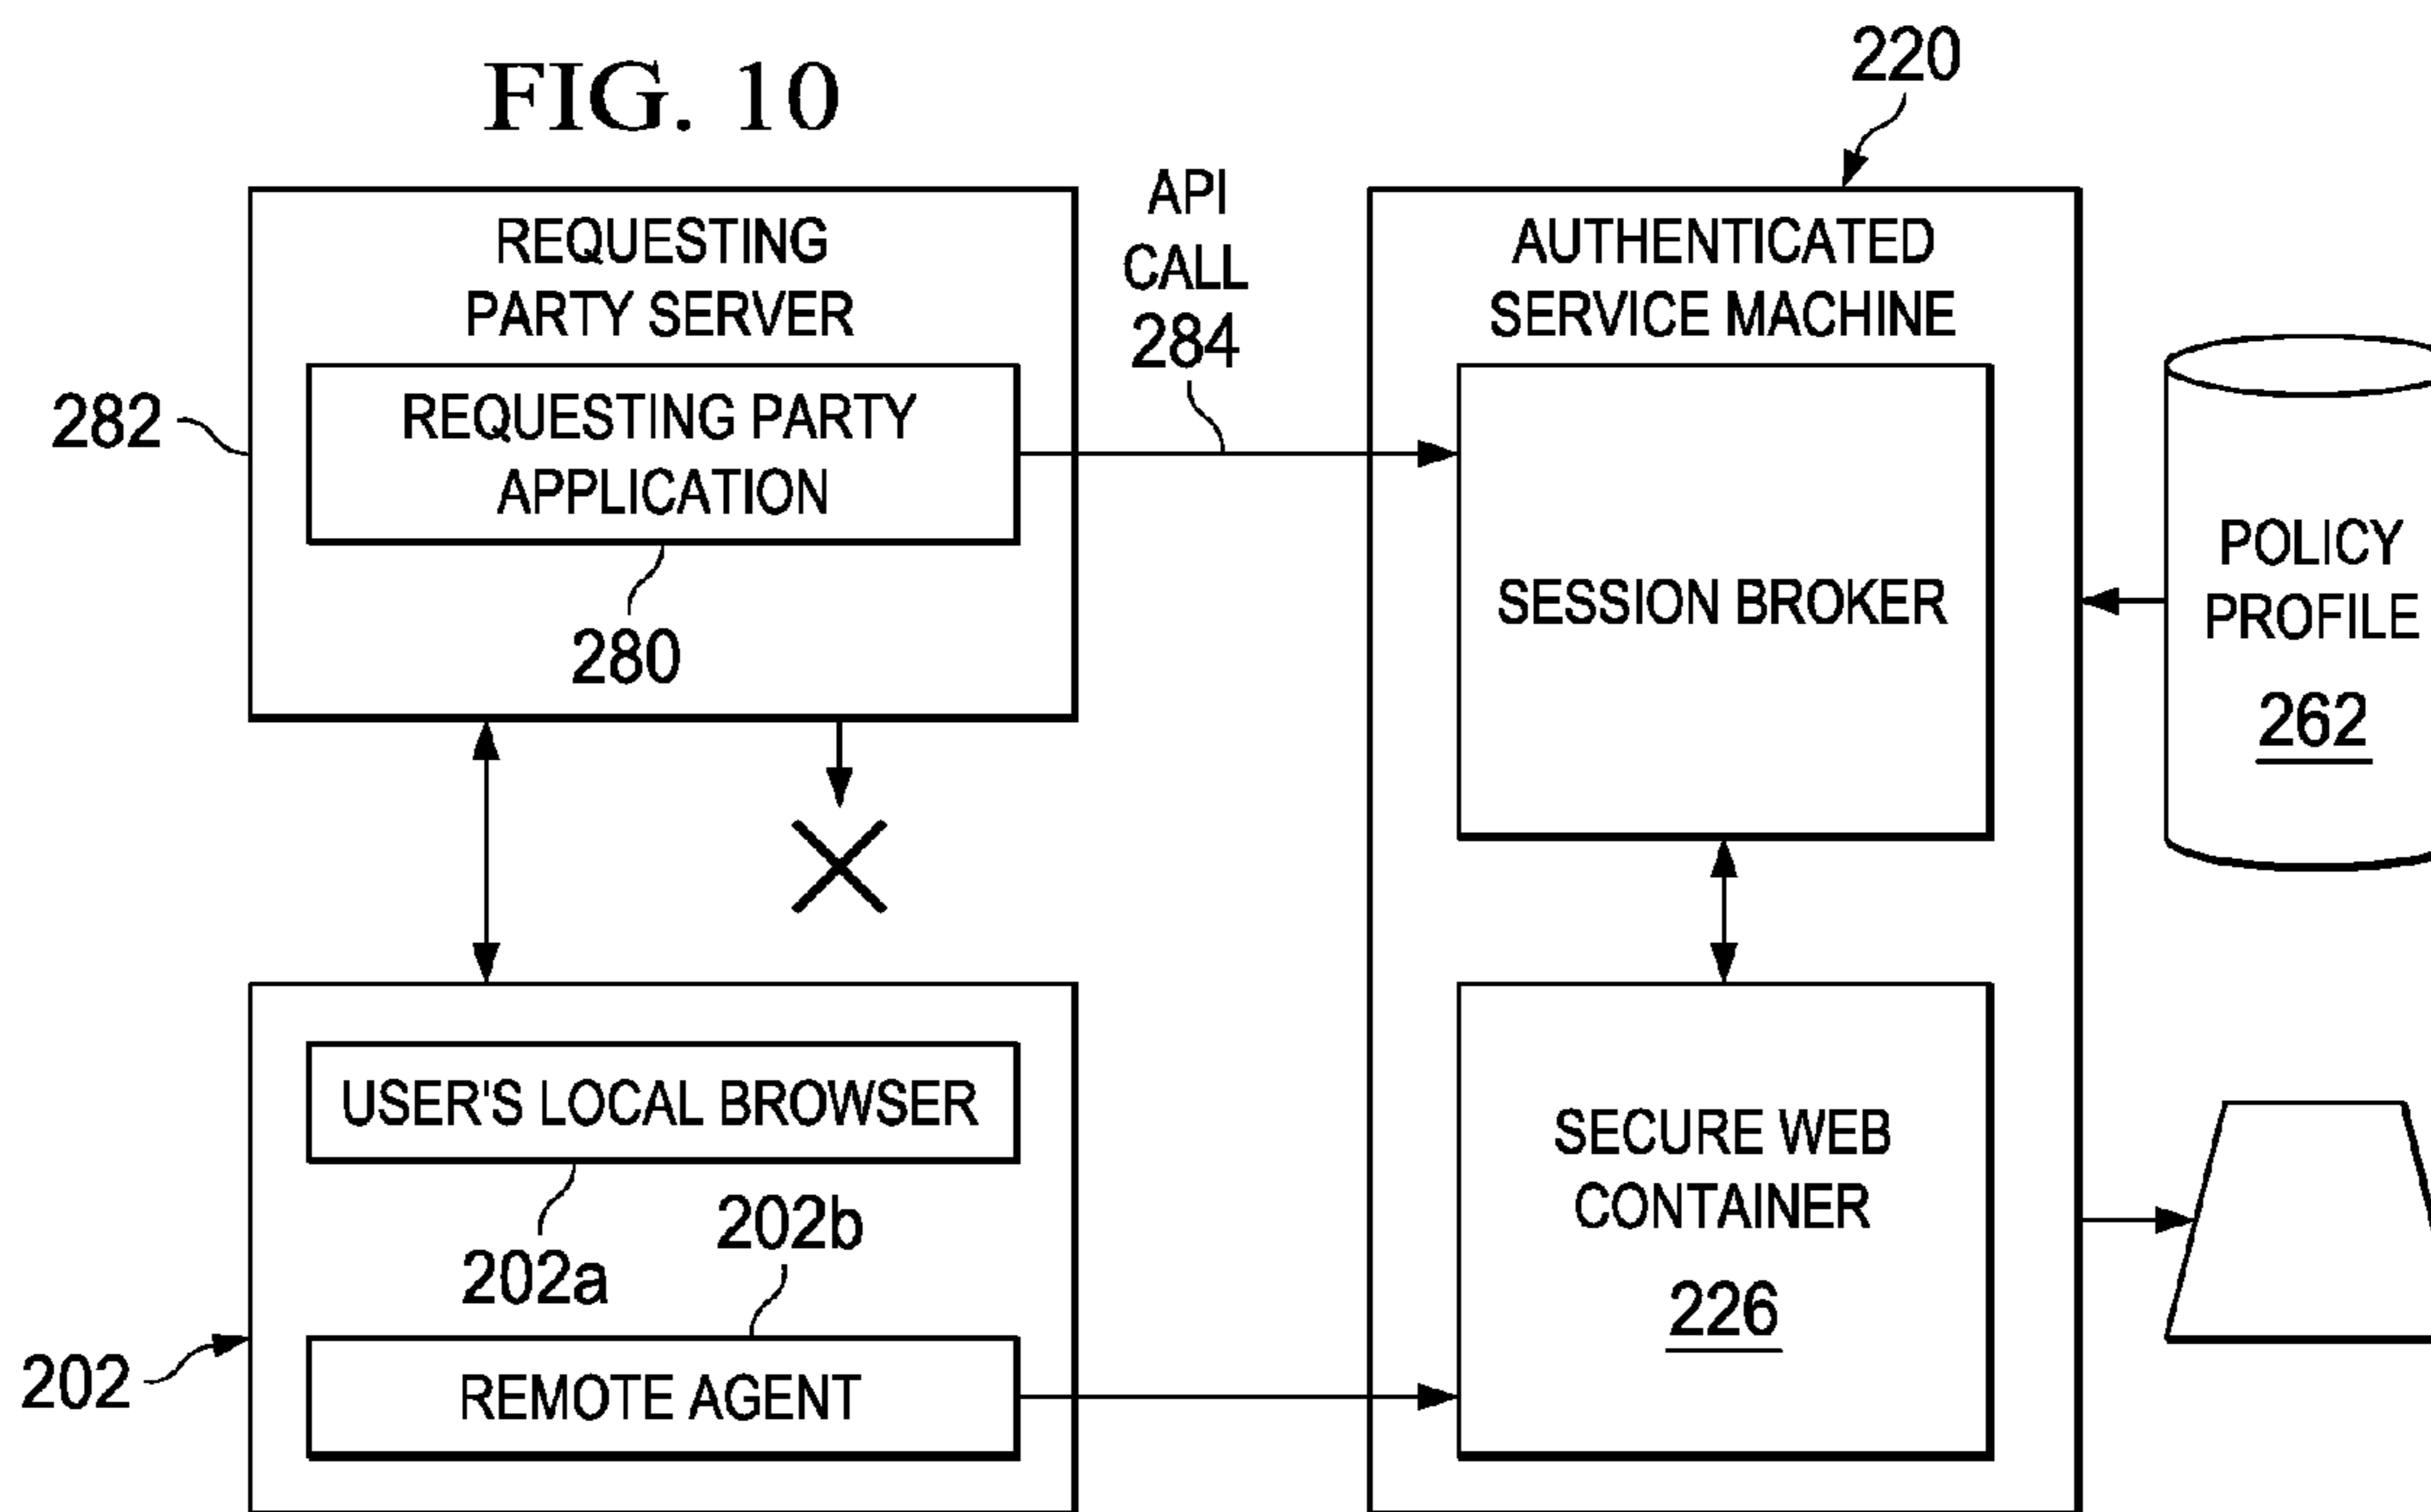 FIG. 10
220
REQUESTING
PARTY SERVER
REQUESTING PARTY
APPLICATION
282
280
API
CALL
284
AUTHENTICATED
SERVICE MACHINE
SESSION BROKER
POLICY
PROFILE
262
USER'S LOCAL BROWSER
202a
202b
REMOTE AGENT
202
SECURE WEB
CONTAINER
226